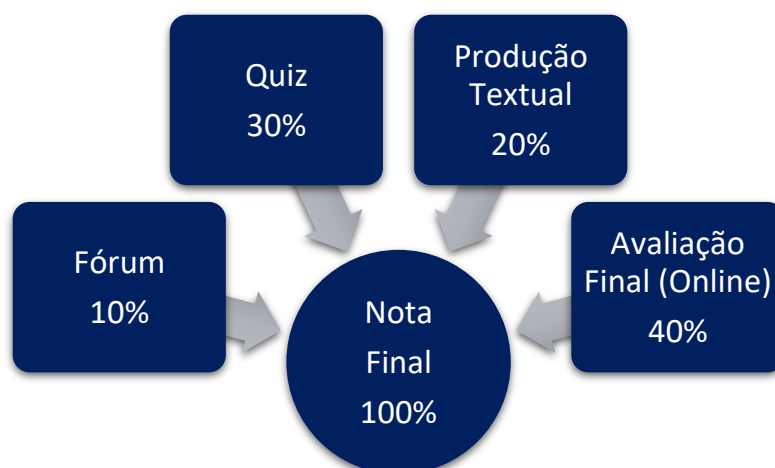 Fórum
10%
Quiz
30%
Produção
Textual
20%
Avaliação
Final (Online)
40%
Nota
Final
100%